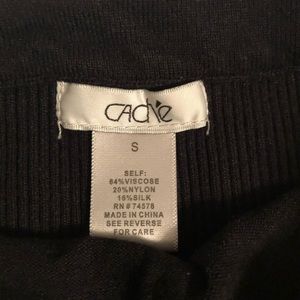 CACHE
S
SELF:
64%VISCOSE
20%NYLON
16%SILK
RN# 74578
MADE IN CHINA
SEE REVERSE
FOR CARE